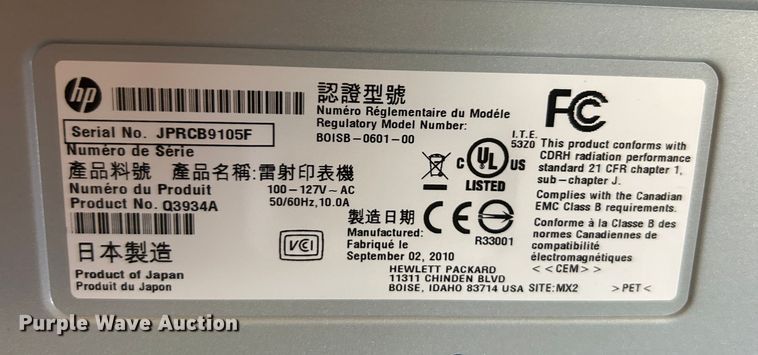 hp
Serial No. JPRCB9105F
Numéro de Série
產品料號 產品名稱:雷射印表機
Numéro du Produit 100-127V~AC
Product No. Q3934A 50/60Hz,10.0A
日本製造
Product of Japan
Produit du Japon
VCI
認證型號
Numéro Réglementaire du Modéle
Regulatory Model Number:
BOISB-0601-00
C UL US
LISTED
I.T.E.
53Z0
製造日期
Manufactured:
Fabriqué le
September 02, 2010
CE
R33001
HEWLETT PACKARD
11311 CHINDEN BLVD
BOISE, IDAHO 83714 USA SITE:MX2 >PET<
FC
This product conforms with
CDRH radiation performance
standard 21 CFR chapter 1,
sub-chapter J.
Complies with the Canadian
EMC Class B requirements.
Conforme à la Classe B des
normes Canadiennes de
compatibilité
électromagnétiques
<<CEM>>
Purple Wave Auction